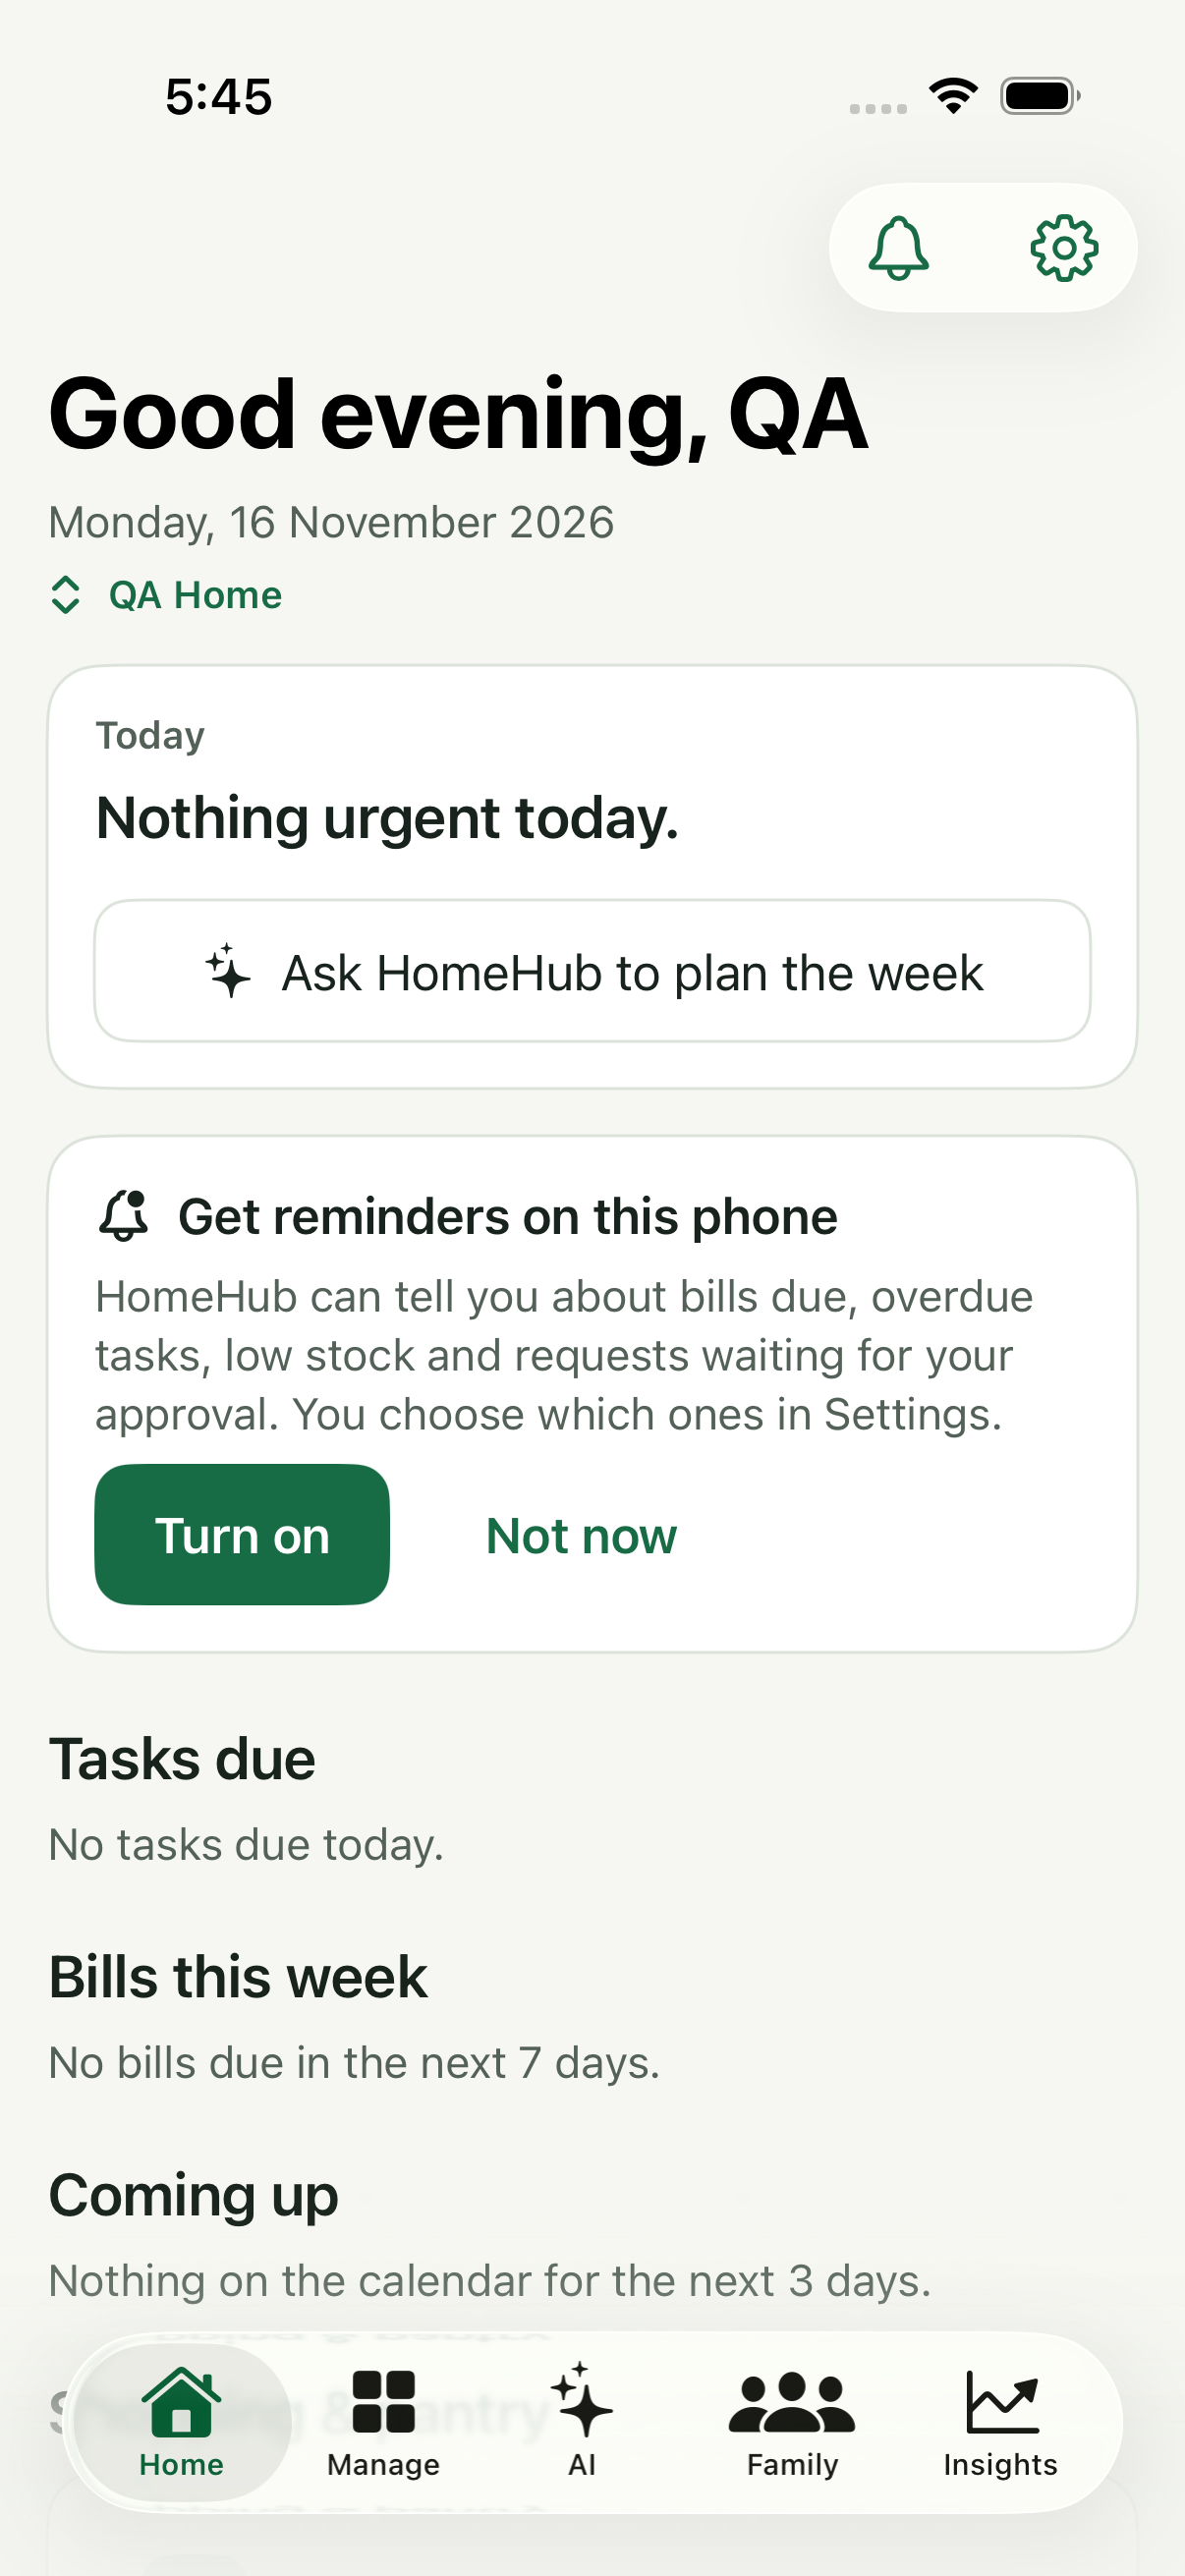 5:45
Good evening, QA
Monday, 16 November 2026
QA Home
Today
Nothing urgent today.
Ask HomeHub to plan the week
Get reminders on this phone
HomeHub can tell you about bills due, overdue
tasks, low stock and requests waiting for your
approval. You choose which ones in Settings.
Turn on
Not now
Tasks due
No tasks due today.
Bills this week
No bills due in the next 7 days.
Coming up
Nothing on the calendar for the next 3 days.
& pantry
Home
Manage
AI
Family
Insights